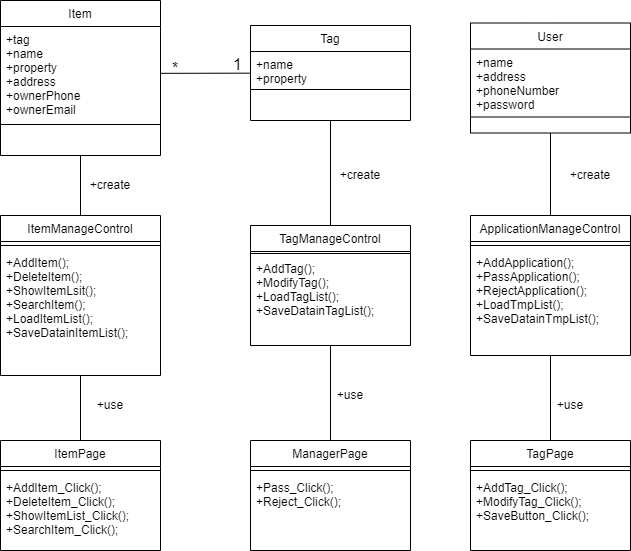 Item
+tag
+name
+property
+address
+ownerPhone
+ownerEmail
* 1
Tag
+name
+property
User
+name
+address
+phoneNumber
+password
+create
+create
+create
ItemManageControl
+AddItem();
+DeleteItem();
+ShowItemLsit();
+SearchItem();
+LoadItemList();
+SaveDatainItemList();
TagManageControl
+AddTag();
+ModifyTag();
+LoadTagList();
+SaveDatainTagList();
ApplicationManageControl
+AddApplication();
+PassApplication();
+RejectApplication();
+LoadTmpList();
+SaveDatainTmpList();
+use
+use
+use
ItemPage
+AddItem_Click();
+DeleteItem_Click();
+ShowItemList_Click();
+SearchItem_Click();
ManagerPage
+Pass_Click();
+Reject_Click();
TagPage
+AddTag_Click();
+ModifyTag_Click();
+SaveButton_Click();